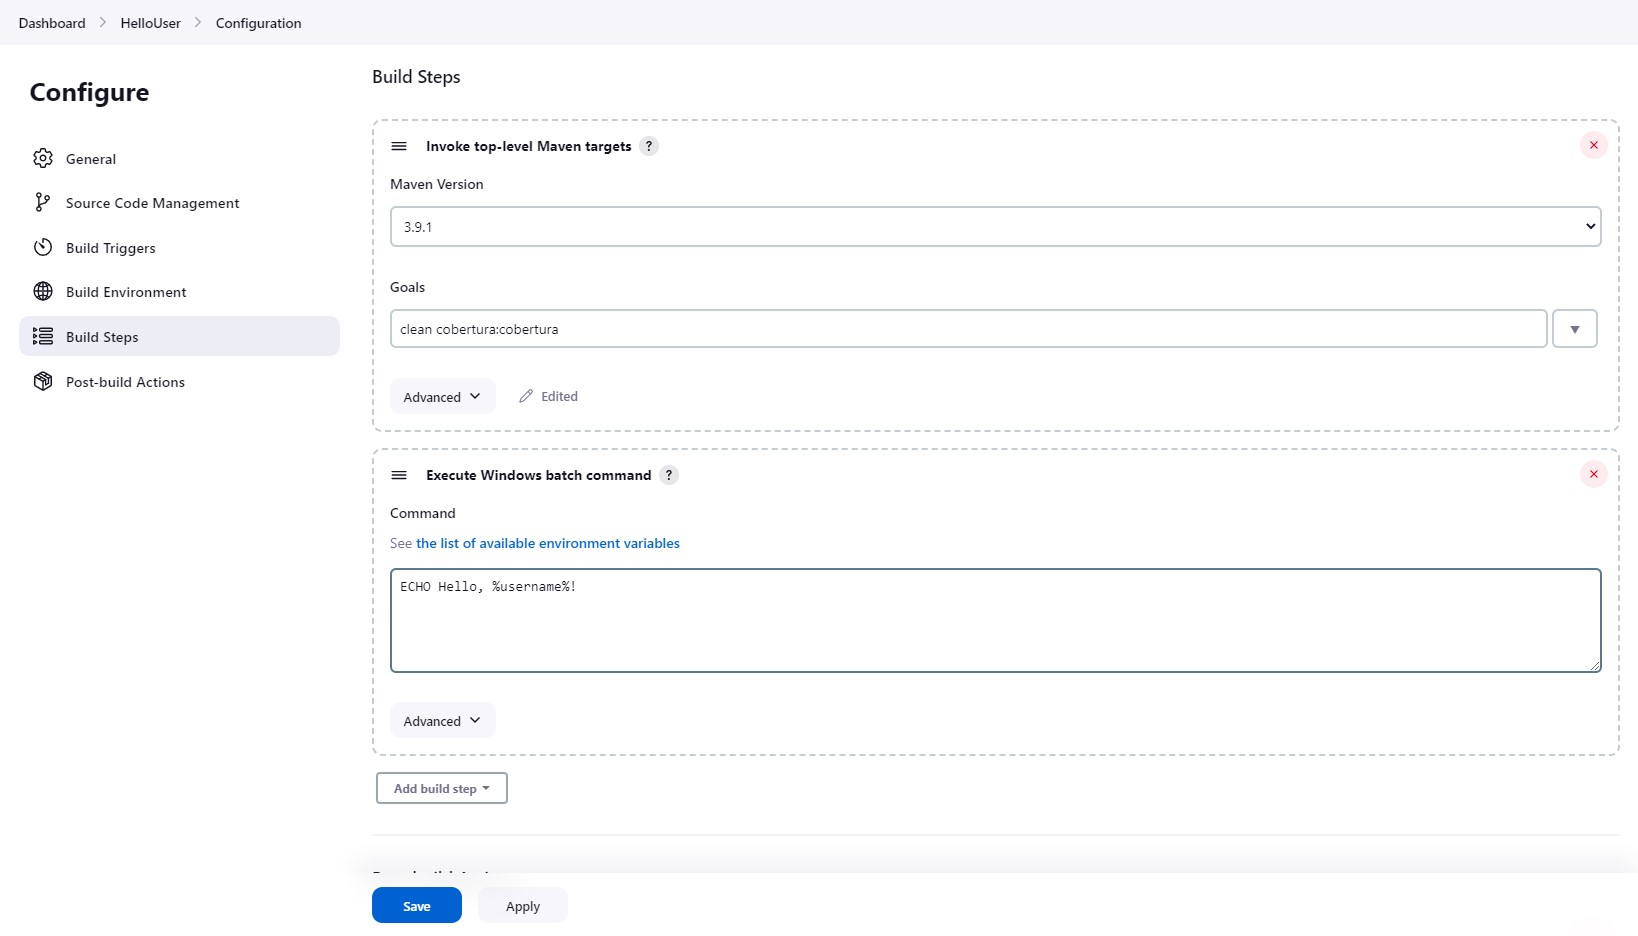 Dashboard > HelloUser > Configuration
Configure
General
Source Code Management
Build Triggers
Build Environment
Build Steps
Post-build Actions
Build Steps
Invoke top-level Maven targets ?
Maven Version
3.9.1
Goals
clean cobertura:cobertura
Advanced Edited
Execute Windows batch command ?
Command
See the list of available environment variables
ECHO Hello, %username%!
Advanced
Add build step
Save Apply